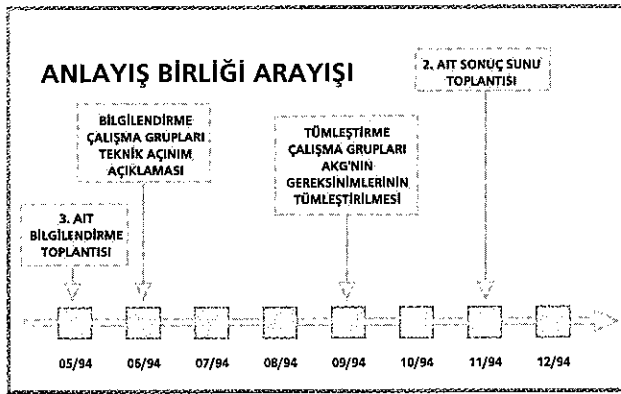 ANLAYIŞ BİRLİĞİ ARAYIŞI
2. AIT SONUÇ SUNU
TOPLANTISI
BİLGİLENDİRME
ÇALIŞMA GRUPLARI
TEKNİK AÇINIM
AÇIKLAMASI
TÜMLEŞTİRME
ÇALIŞMA GRUPLARI
AKG'NIN
GEREKSİNİMLERİNİN
TÜMLEŞTİRİLMESİ
3. AIT
BİLGİLENDİRME
TOPLANTISI
05/94 06/94 07/94 08/94 09/94 10/94 11/94 12/94